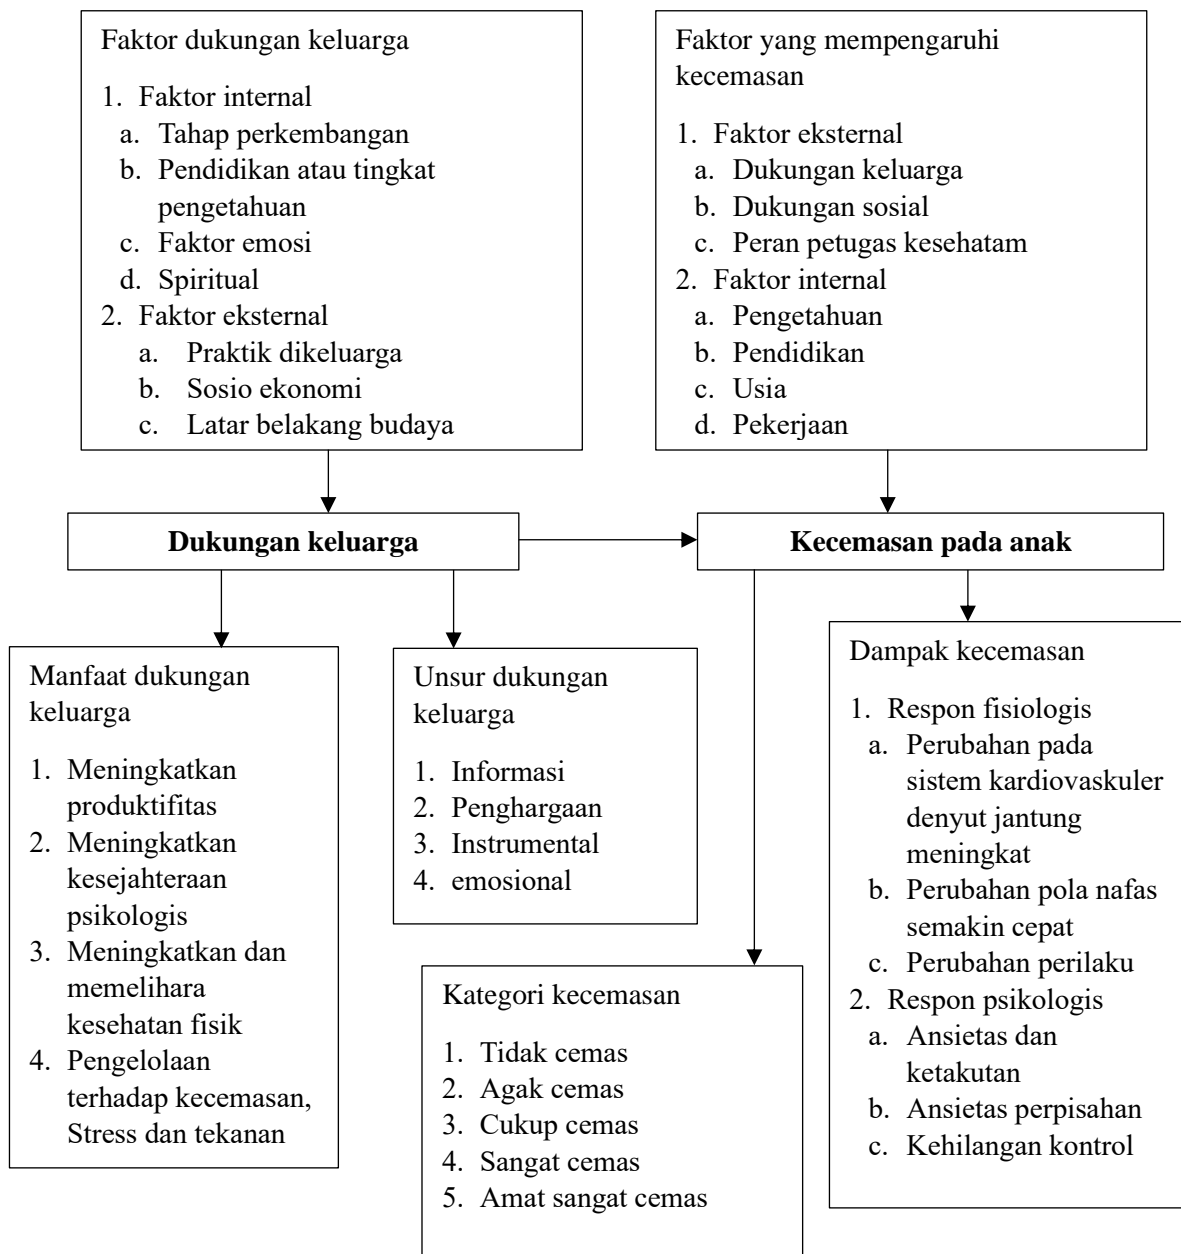 Faktor dukungan keluarga
1. Faktor internal
a. Tahap perkembangan
b. Pendidikan atau tingkat
pengetahuan
c. Faktor emosi
d. Spiritual
2. Faktor eksternal
a. Praktik dikeluarga
b. Sosio ekonomi
c. Latar belakang budaya
Faktor yang mempengaruhi
kecemasan
1. Faktor eksternal
a. Dukungan keluarga
b. Dukungan sosial
c. Peran petugas kesehatam
2. Faktor internal
a. Pengetahuan
b. Pendidikan
c. Usia
d. Pekerjaan
Dukungan keluarga
Kecemasan pada anak
Manfaat dukungan
keluarga
1. Meningkatkan
produktifitas
2. Meningkatkan
kesejahteraan
psikologis
3. Meningkatkan dan
memelihara
kesehatan fisik
4. Pengelolaan
terhadap kecemasan,
Stress dan tekanan
Unsur dukungan
keluarga
1. Informasi
2. Penghargaan
3. Instrumental
4. emosional
Kategori kecemasan
1. Tidak cemas
2. Agak cemas
3. Cukup cemas
4. Sangat cemas
5. Amat sangat cemas
Dampak kecemasan
1. Respon fisiologis
a. Perubahan pada
sistem kardiovaskuler
denyut jantung
meningkat
b. Perubahan pola nafas
semakin cepat
c. Perubahan perilaku
2. Respon psikologis
a. Ansietas dan
ketakutan
b. Ansietas perpisahan
c. Kehilangan kontrol